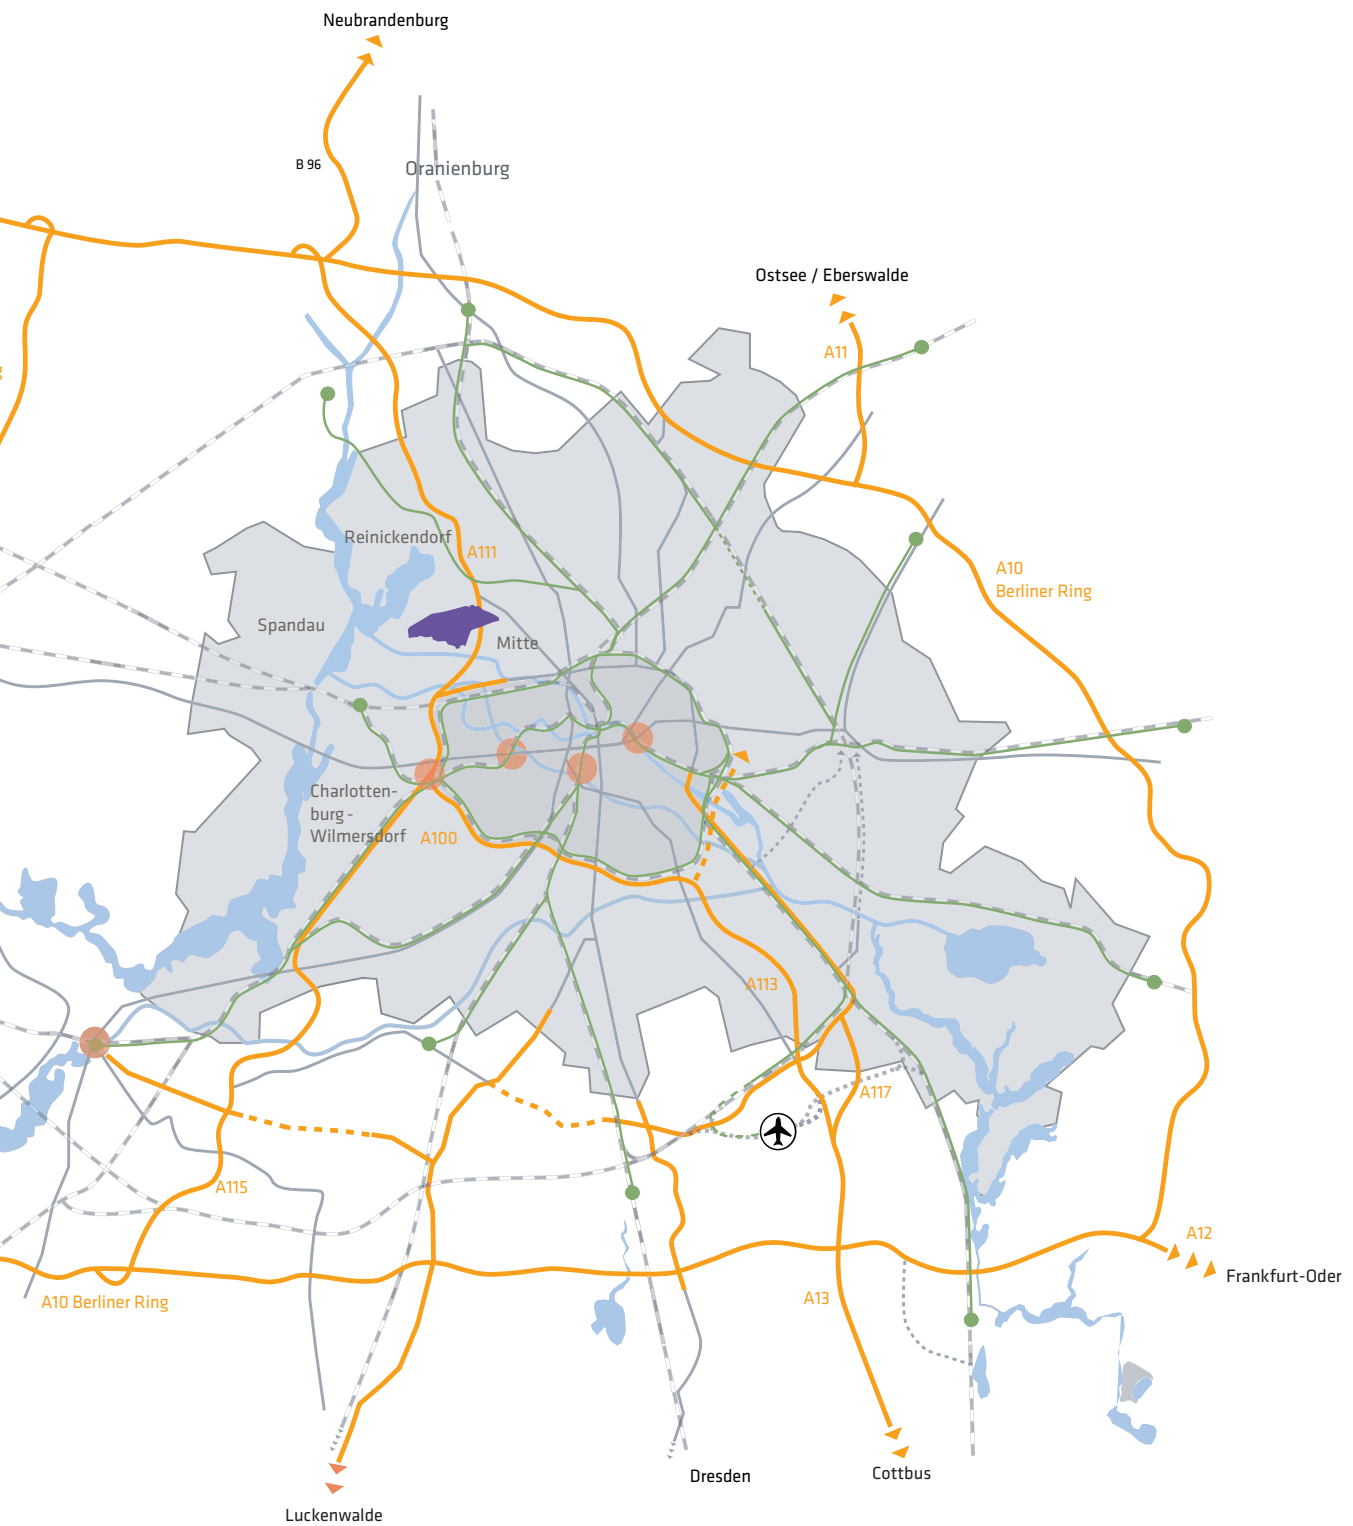 Neubrandenburg
B 96
Oranienburg
Ostsee / Eberswalde
A11
Reinickendorf
A111
A10
Berliner Ring
Spandau
Mitte
Charlotten-
burg -
Wilmersdorf
A100
A113
A117
A115
A12
Frankfurt-Oder
A10 Berliner Ring
A13
Cottbus
Dresden
Luckenwalde